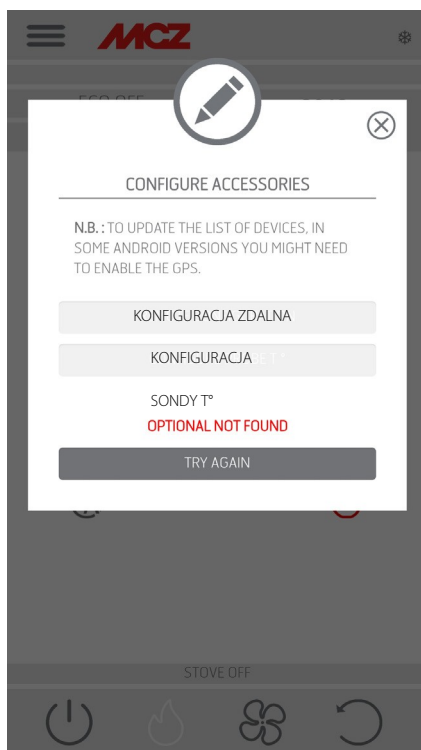 MCZ
CONFIGURE ACCESSORIES
N.B. : TO UPDATE THE LIST OF DEVICES, IN
SOME ANDROID VERSIONS YOU MIGHT NEED
TO ENABLE THE GPS.
KONFIGURACJA ZDALNA
KONFIGURACJA
SONDY T°
OPTIONAL NOT FOUND
TRY AGAIN
STOVE OFF